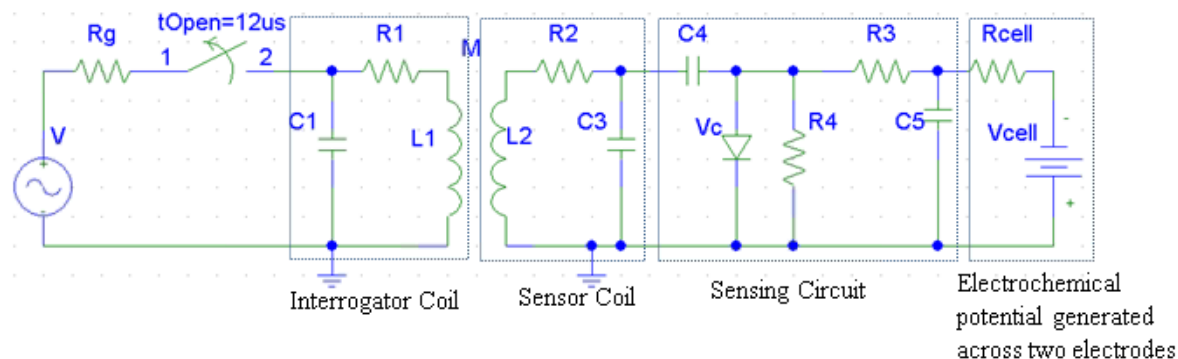 tOpen=12us
Rg
1
2
R1
M
R2
C4
R3
Rcell
V
C1
L1
L2
C3
Vc
R4
C5
Vcell
-
+
+
Interrogator Coil
Sensor Coil
Sensing Circuit
Electrochemical
potential generated
across two electrodes